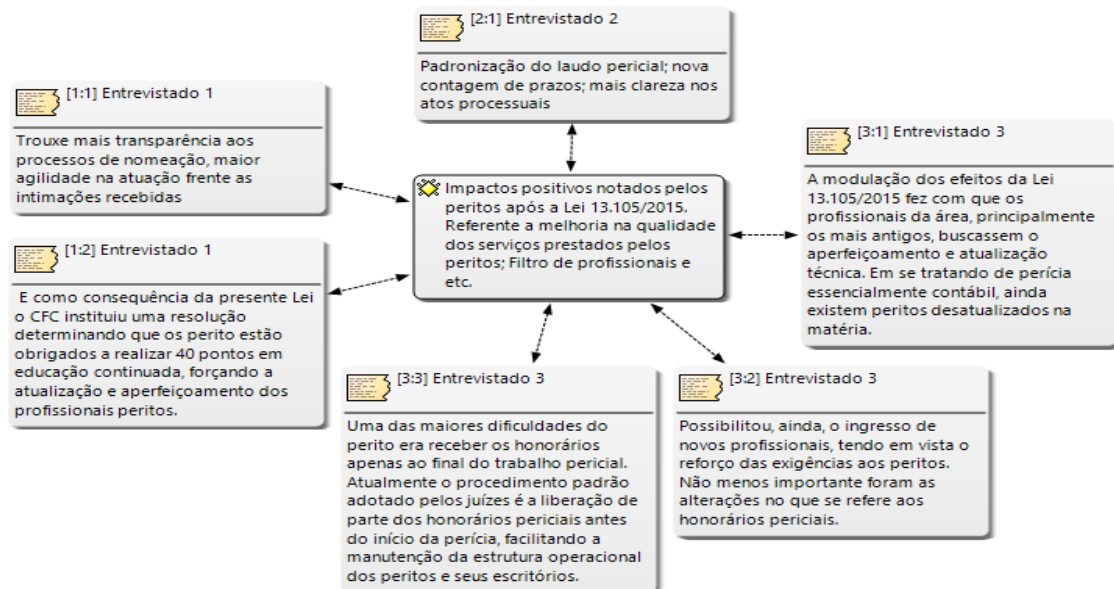 [2:1] Entrevistado 2
Padronização do laudo pericial; nova
contagem de prazos; mais clareza nos
atos processuais
[1:1] Entrevistado 1
Trouxe mais transparência aos
processos de nomeação, maior
agilidade na atuação frente as
intimações recebidas
[3:1] Entrevistado 3
A modulação dos efeitos da Lei
13.105/2015 fez com que os
profissionais da área, principalmente
os mais antigos, buscassem o
aperfeiçoamento e atualização
técnica. Em se tratando de perícia
essencialmente contábil, ainda
existem peritos desatualizados na
matéria.
Impactos positivos notados pelos
peritos após a Lei 13.105/2015.
Referente a melhoria na qualidade
dos serviços prestados pelos
peritos; Filtro de profissionais e
etc.
[1:2] Entrevistado 1
E como consequência da presente Lei
o CFC instituiu uma resolução
determinando que os perito estão
obrigados a realizar 40 pontos em
educação continuada, forçando a
atualização e aperfeiçoamento dos
profissionais peritos.
[3:3] Entrevistado 3
Uma das maiores dificuldades do
perito era receber os honorários
apenas ao final do trabalho pericial.
Atualmente o procedimento padrão
adotado pelos juízes é a liberação de
parte dos honorários periciais antes
do início da perícia, facilitando a
manutenção da estrutura operacional
dos peritos e seus escritórios.
[3:2] Entrevistado 3
Possibilitou, ainda, o ingresso de
novos profissionais, tendo em vista o
reforço das exigências aos peritos.
Não menos importante foram as
alterações no que se refere aos
honorários periciais.